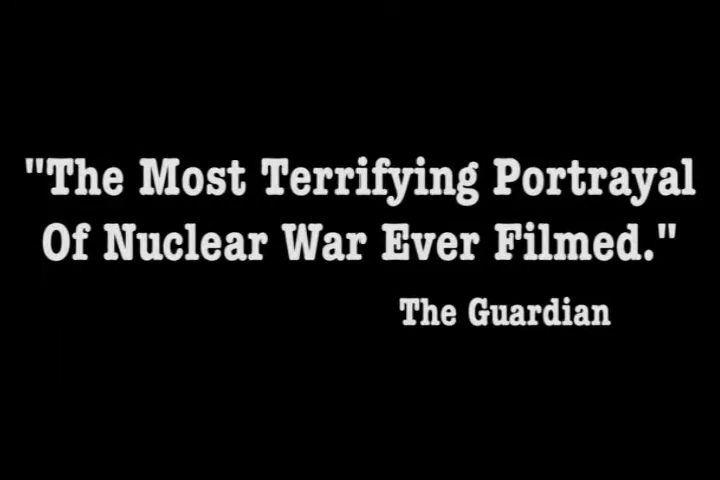 "The Most Terrifying Portrayal
Of Nuclear War Ever Filmed."
The Guardian